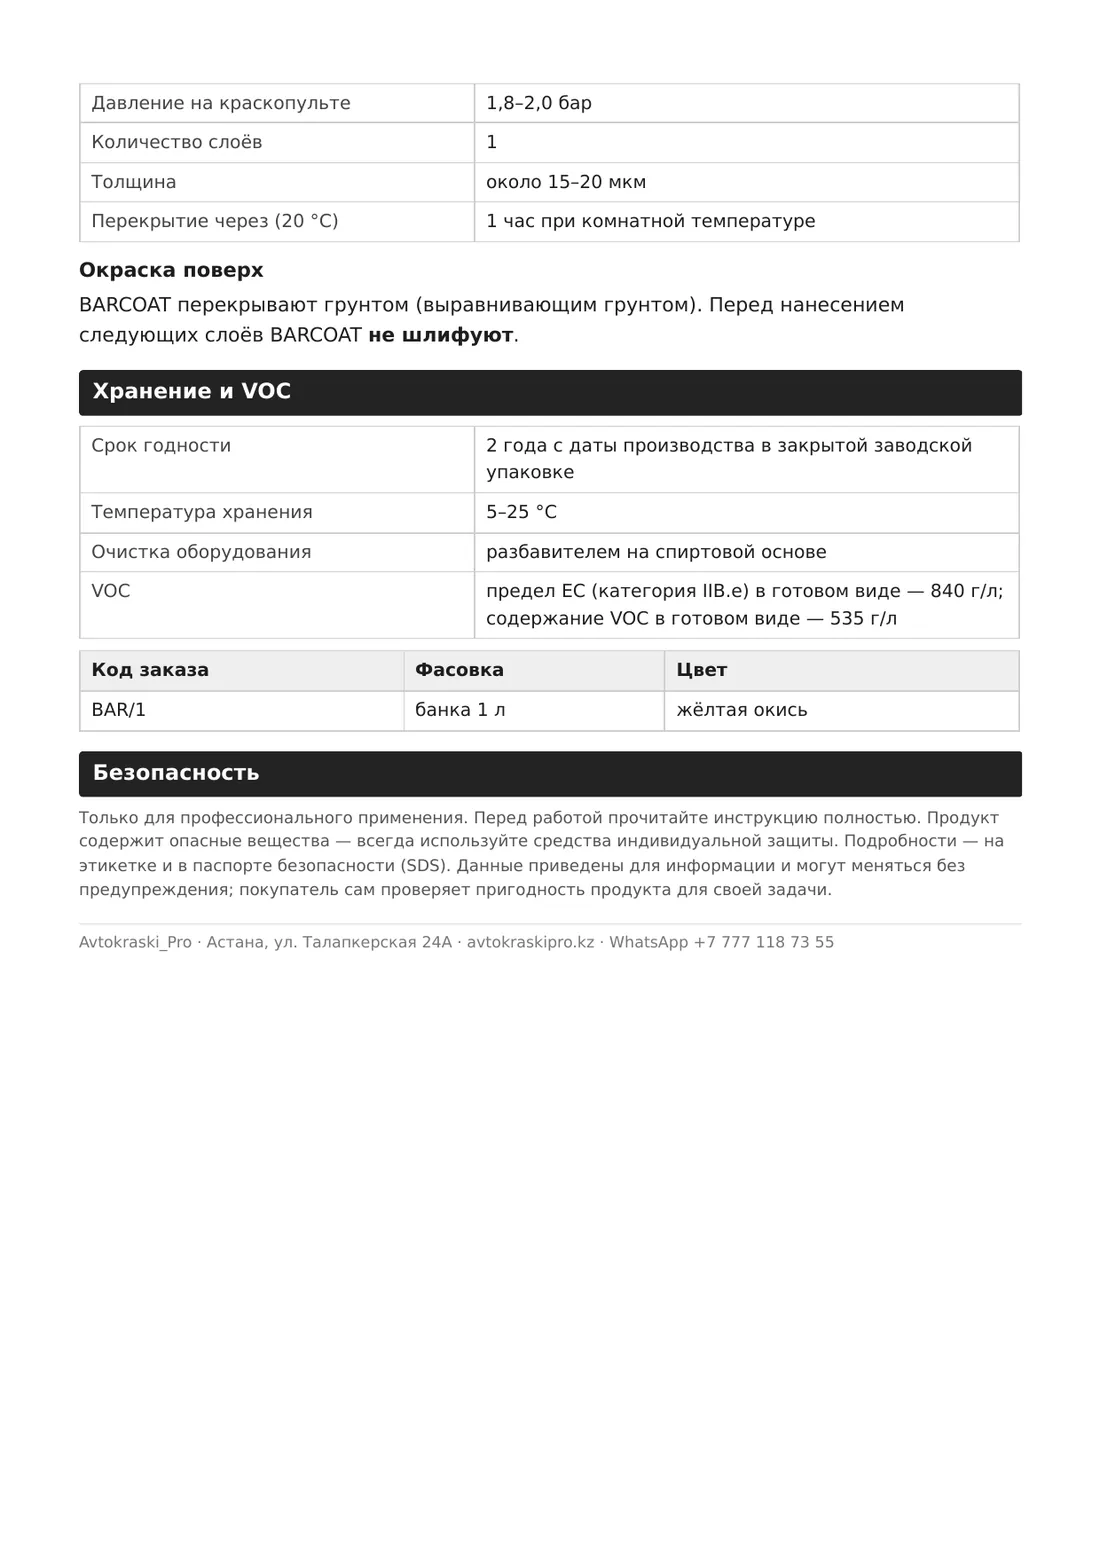 Давление на краскопульте 1,8–2,0 бар
Количество слоёв 1
Толщина около 15–20 мкм
Перекрытие через (20 °C) 1 час при комнатной температуре
Окраска поверх
BARCOAT перекрывают грунтом (выравнивающим грунтом). Перед нанесением
следующих слоёв BARCOAT не шлифуют.
Хранение и VOC
Срок годности 2 года с даты производства в закрытой заводской
упаковке
Температура хранения 5–25 °C
Очистка оборудования разбавителем на спиртовой основе
VOC предел ЕС (категория IIB.e) в готовом виде — 840 г/л;
содержание VOC в готовом виде — 535 г/л
Код заказа Фасовка Цвет
BAR/1 банка 1 л жёлтая окись
Безопасность
Только для профессионального применения. Перед работой прочитайте инструкцию полностью. Продукт
содержит опасные вещества — всегда используйте средства индивидуальной защиты. Подробности — на
этикетке и в паспорте безопасности (SDS). Данные приведены для информации и могут меняться без
предупреждения; покупатель сам проверяет пригодность продукта для своей задачи.
Avtokraski_Pro · Астана, ул. Талапкерская 24А · avtokraskipro.kz · WhatsApp +7 777 118 73 55